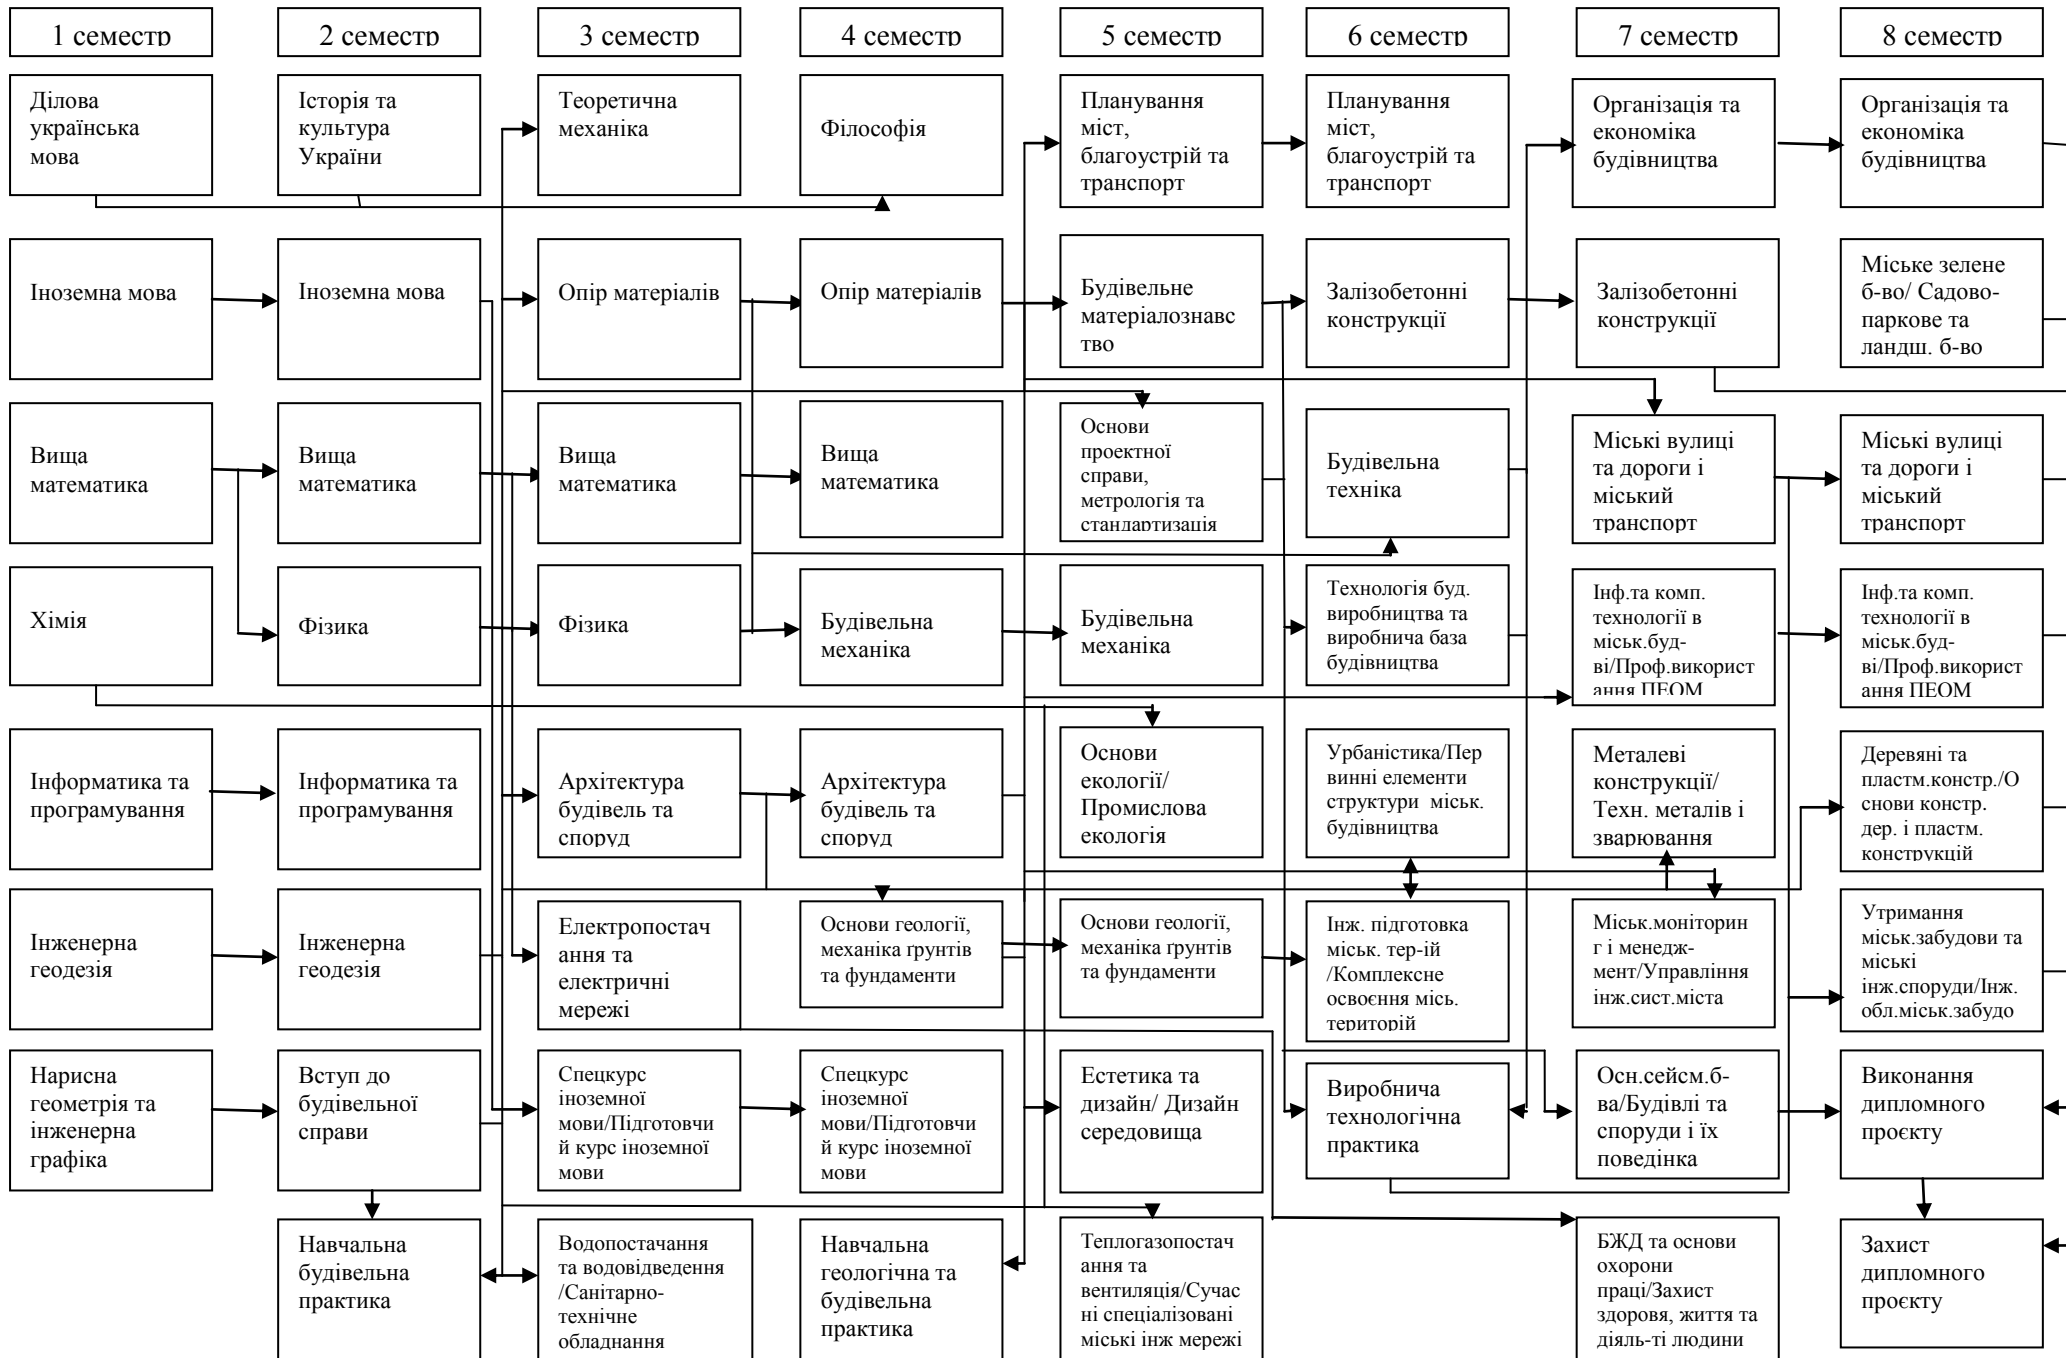 1 семестр
2 семестр
3 семестр
4 семестр
5 семестр
6 семестр
7 семестр
8 семестр
Ділова
українська
мова
Історія та
культура
України
Теоретична
механіка
Філософія
Планування
міст,
благоустрій та
транспорт
Планування
міст,
благоустрій та
транспорт
Організація та
економіка
будівництва
Організація та
економіка
будівництва
Іноземна мова
Іноземна мова
Опір матеріалів
Опір матеріалів
Будівельне
матеріалознавс
тво
Залізобетонні
конструкції
Залізобетонні
конструкції
Міське зелене
б-во/ Садово-
паркове та
ландш. б-во
Вища
математика
Вища
математика
Вища
математика
Вища
математика
Основи
проектної
справи,
метрологія та
стандартизація
Будівельна
техніка
Міські вулиці
та дороги і
міський
транспорт
Міські вулиці
та дороги і
міський
транспорт
Хімія
Фізика
Фізика
Будівельна
механіка
Будівельна
механіка
Технологія буд.
виробництва та
виробнича база
будівництва
Інф.та комп.
технології в
міськ.буд-
ві/Проф.використ
ання ПЕОМ
Інф.та комп.
технології в
міськ.буд-
ві/Проф.використ
ання ПЕОМ
Інформатика та
програмування
Інформатика та
програмування
Архітектура
будівель та
споруд
Архітектура
будівель та
споруд
Основи
екології/
Промислова
екологія
Урбаністика/Пер
винні елементи
структури міськ.
будівництва
Металеві
конструкції/
Техн. металів і
зварювання
Деревяні та
пластм.констр./О
снови констр.
дер. і пластм.
конструкцій
Інженерна
геодезія
Інженерна
геодезія
Електропостач
ання та
електричні
мережі
Основи геології,
механіка ґрунтів
та фундаменти
Основи геології,
механіка ґрунтів
та фундаменти
Інж. підготовка
міськ. тер-ій
/Комплексне
освоєння місь.
територій
Міськ.моніторин
г і менедж-
мент/Управління
інж.сист.міста
Утримання
міськ.забудови та
міські
інж.споруди/Інж.
обл.міськ.забудо
Нарисна
геометрія та
інженерна
графіка
Вступ до
будівельної
справи
Спецкурс
іноземної
мови/Підготовчи
й курс іноземної
мови
Спецкурс
іноземної
мови/Підготовчи
й курс іноземної
мови
Естетика та
дизайн/ Дизайн
середовища
Виробнича
технологічна
практика
Осн.сейсм.б-
ва/Будівлі та
споруди і їх
поведінка
Виконання
дипломного
проєкту
Навчальна
будівельна
практика
Водопостачання
та водовідведення
/Санітарно-
технічне
обладнання
Навчальна
геологічна та
будівельна
практика
Теплогазопостач
ання та
вентиляція/Сучас
ні спеціалізовані
міські інж мережі
БЖД та основи
охорони
праці/Захист
здоровя, життя та
діяль-ті людини
Захист
дипломного
проєкту